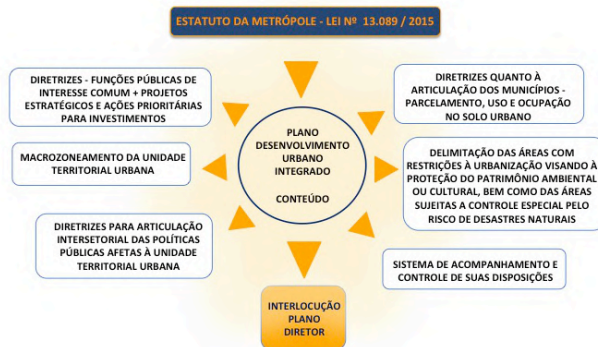 ESTATUTO DA METRÓPOLE - LEI Nº 13.089 / 2015
DIRETRIZES - FUNÇÕES PÚBLICAS DE
INTERESSE COMUM + PROJETOS
ESTRATÉGICOS E AÇÕES PRIORITÁRIAS
PARA INVESTIMENTOS
MACROZONEAMENTO DA UNIDADE
TERRITORIAL URBANA
DIRETRIZES PARA ARTICULAÇÃO
INTERSETORIAL DAS POLÍTICAS
PÚBLICAS AFETAS À UNIDADE
TERRITORIAL URBANA
PLANO
DESENVOLVIMENTO
URBANO
INTEGRADO
CONTEÚDO
DIRETRIZES QUANTO À
ARTICULAÇÃO DOS MUNICÍPIOS -
PARCELAMENTO, USO E OCUPAÇÃO
NO SOLO URBANO
DELIMITAÇÃO DAS ÁREAS COM
RESTRIÇÕES À URBANIZAÇÃO VISANDO À
PROTEÇÃO DO PATRIMÔNIO AMBIENTAL
OU CULTURAL, BEM COMO DAS ÁREAS
SUJEITAS A CONTROLE ESPECIAL PELO
RISCO DE DESASTRES NATURAIS
SISTEMA DE ACOMPANHAMENTO E
CONTROLE DE SUAS DISPOSIÇÕES
INTERLOCUÇÃO
PLANO
DIRETOR